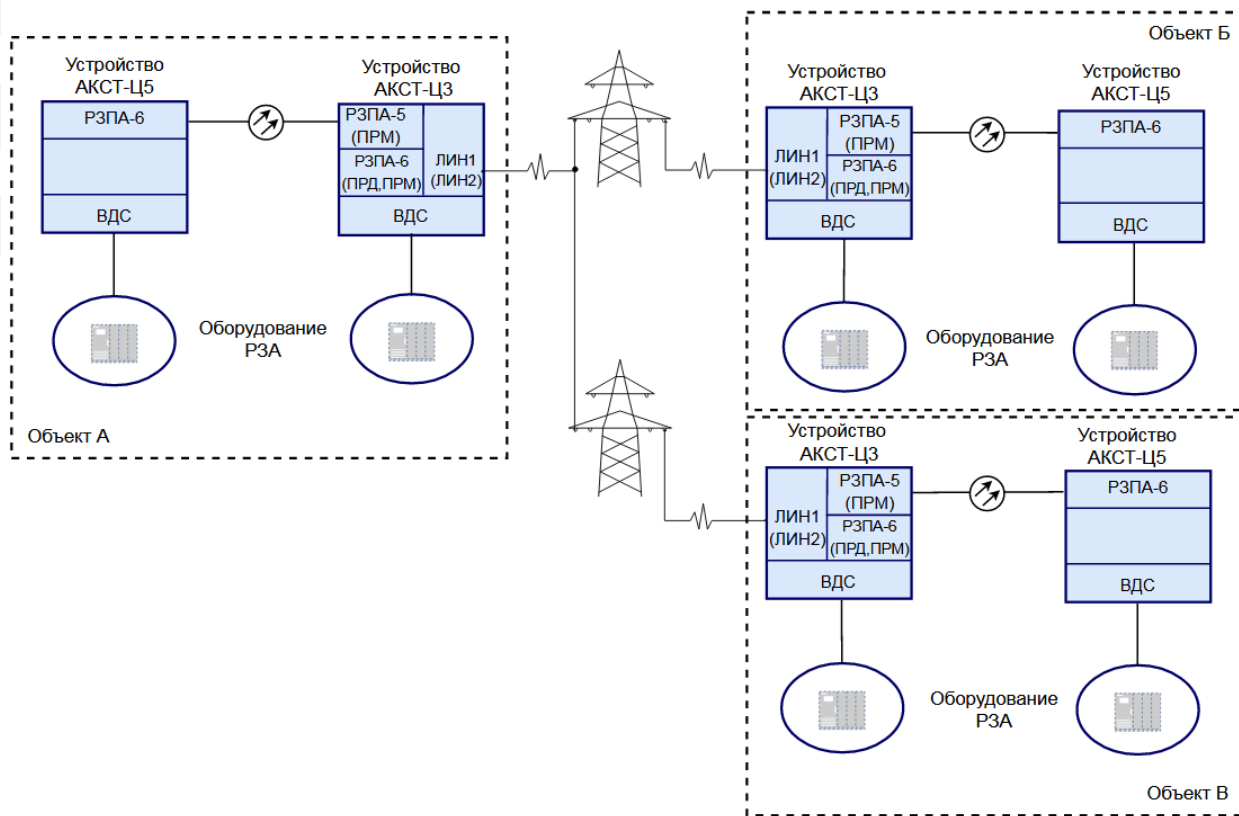 Устройство
АКСТ-Ц5
РЗПА-6
ВДС
Устройство
АКСТ-Ц3
РЗПА-5
(ПРМ)
РЗПА-6
(ПРД,ПРМ)
ЛИН1
(ЛИН2)
ВДС
Оборудование
РЗА
Объект А
Объект Б
Устройство
АКСТ-Ц3
ЛИН1
(ЛИН2)
РЗПА-5
(ПРМ)
РЗПА-6
(ПРД,ПРМ)
ВДС
Устройство
АКСТ-Ц5
РЗПА-6
ВДС
Оборудование
РЗА
Устройство
АКСТ-Ц3
ЛИН1
(ЛИН2)
РЗПА-5
(ПРМ)
РЗПА-6
(ПРД,ПРМ)
ВДС
Устройство
АКСТ-Ц5
РЗПА-6
ВДС
Оборудование
РЗА
Объект В